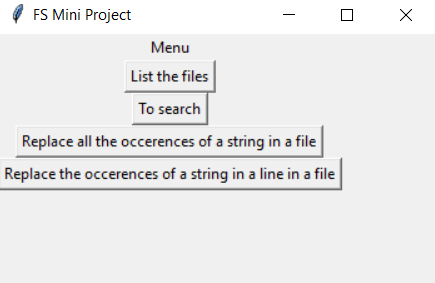 FS Mini Project
Menu
List the files
To search
Replace all the occerences of a string in a file
Replace the occerences of a string in a line in a file